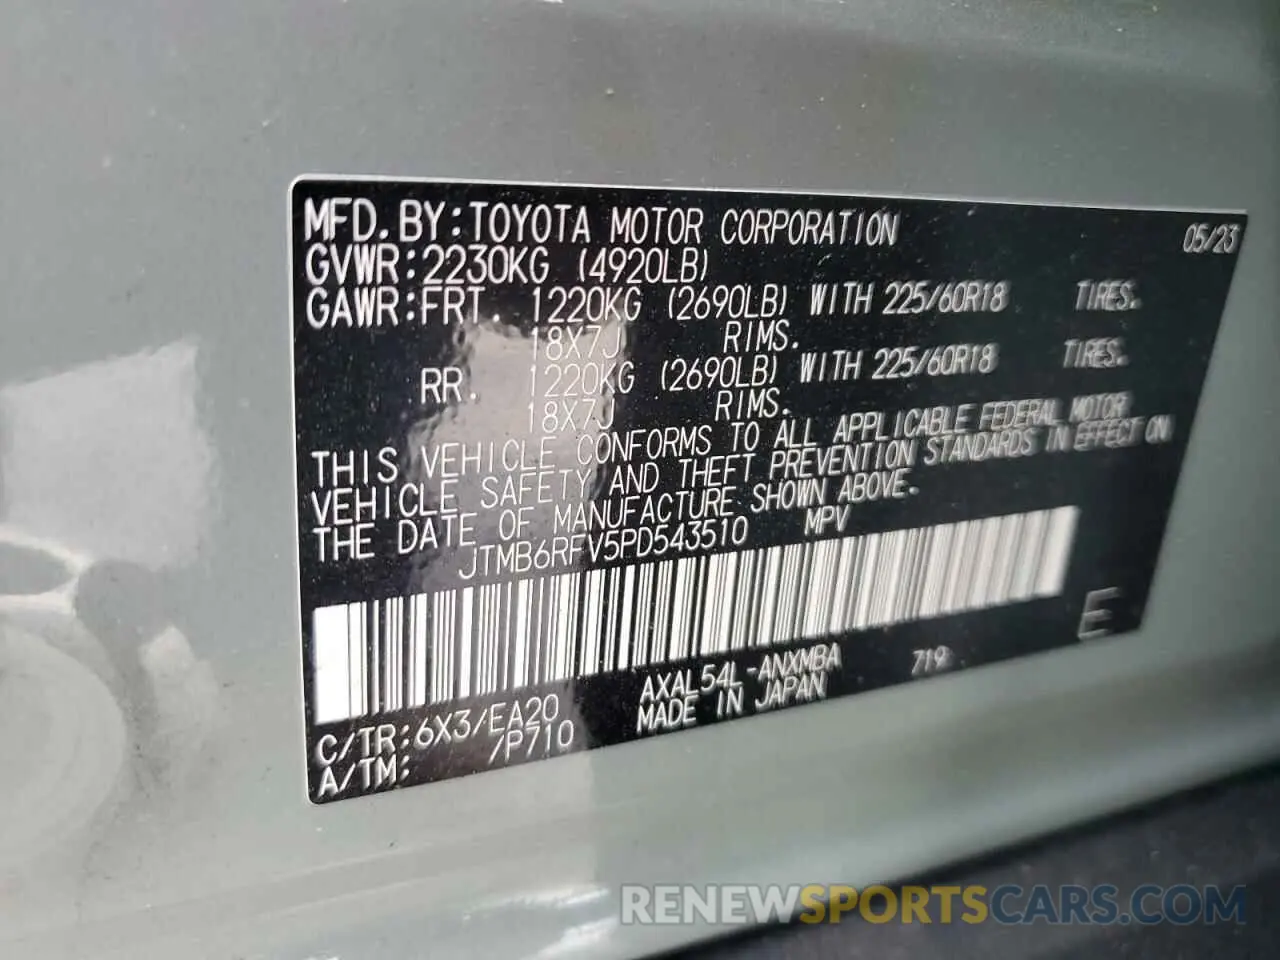 MFD. BY: TOYOTA MOTOR CORPORATION 05/23
GVWR: 2230KG (4920LB)
GAWR: FRT. 1220KG (2690LB) WITH 225/60R18 TIRES.
18X7J RIMS.
RR. 1220KG (2690LB) WITH 225/60R18 TIRES.
18X7J RIMS.
THIS VEHICLE CONFORMS TO ALL APPLICABLE FEDERAL MOTOR
VEHICLE SAFETY AND THEFT PREVENTION STANDARDS IN EFFECT ON
THE DATE OF MANUFACTURE SHOWN ABOVE.
JTMB6RFV5PD543510 MPV
E
C/TR: 6X3/EA20 AXAL54L-ANXMBA 719
A/TM: /P710 MADE IN JAPAN
RENEWSPORTSCARS.COM